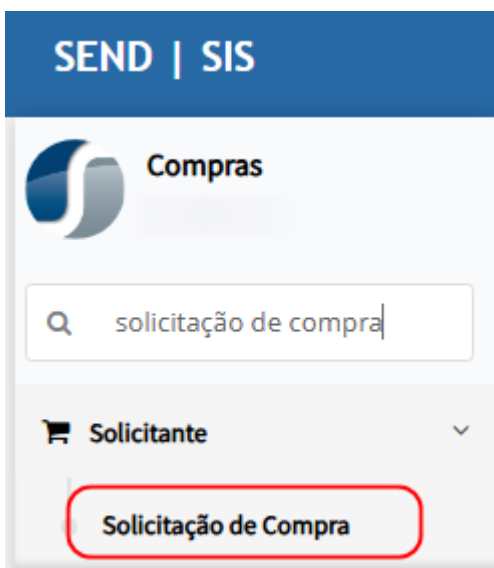 SEND | SIS
Compras
solicitação de compra
Solicitante
Solicitação de Compra